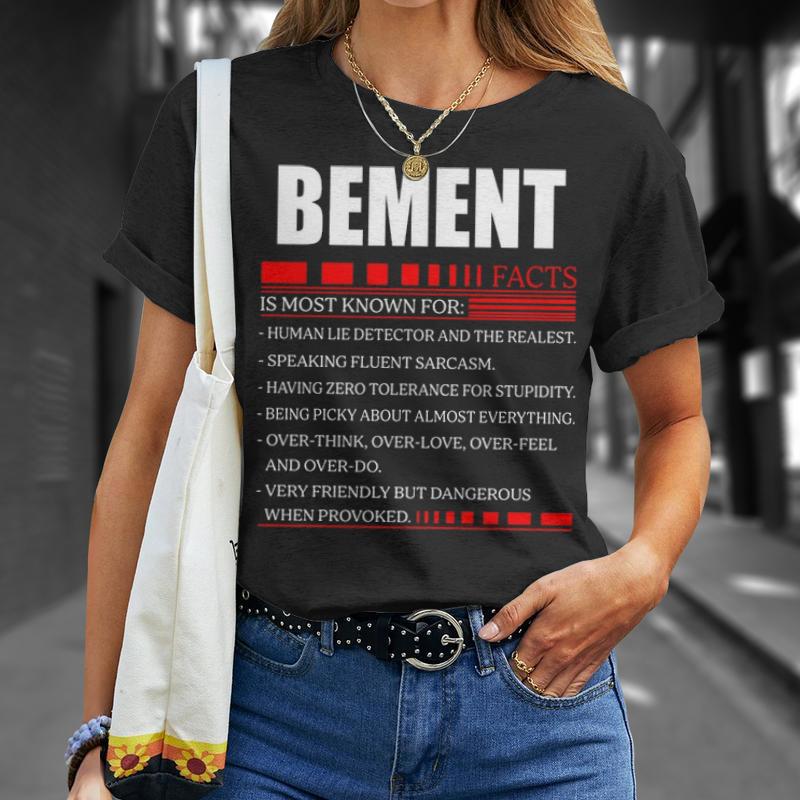 BEMENT
FACTS
IS MOST KNOWN FOR:
- HUMAN LIE DETECTOR AND THE REALEST.
- SPEAKING FLUENT SARCASM.
- HAVING ZERO TOLERANCE FOR STUPIDITY.
- BEING PICKY ABOUT ALMOST EVERYTHING.
- OVER-THINK, OVER-LOVE, OVER-FEEL
AND OVER-DO.
- VERY FRIENDLY BUT DANGEROUS
WHEN PROVOKED.